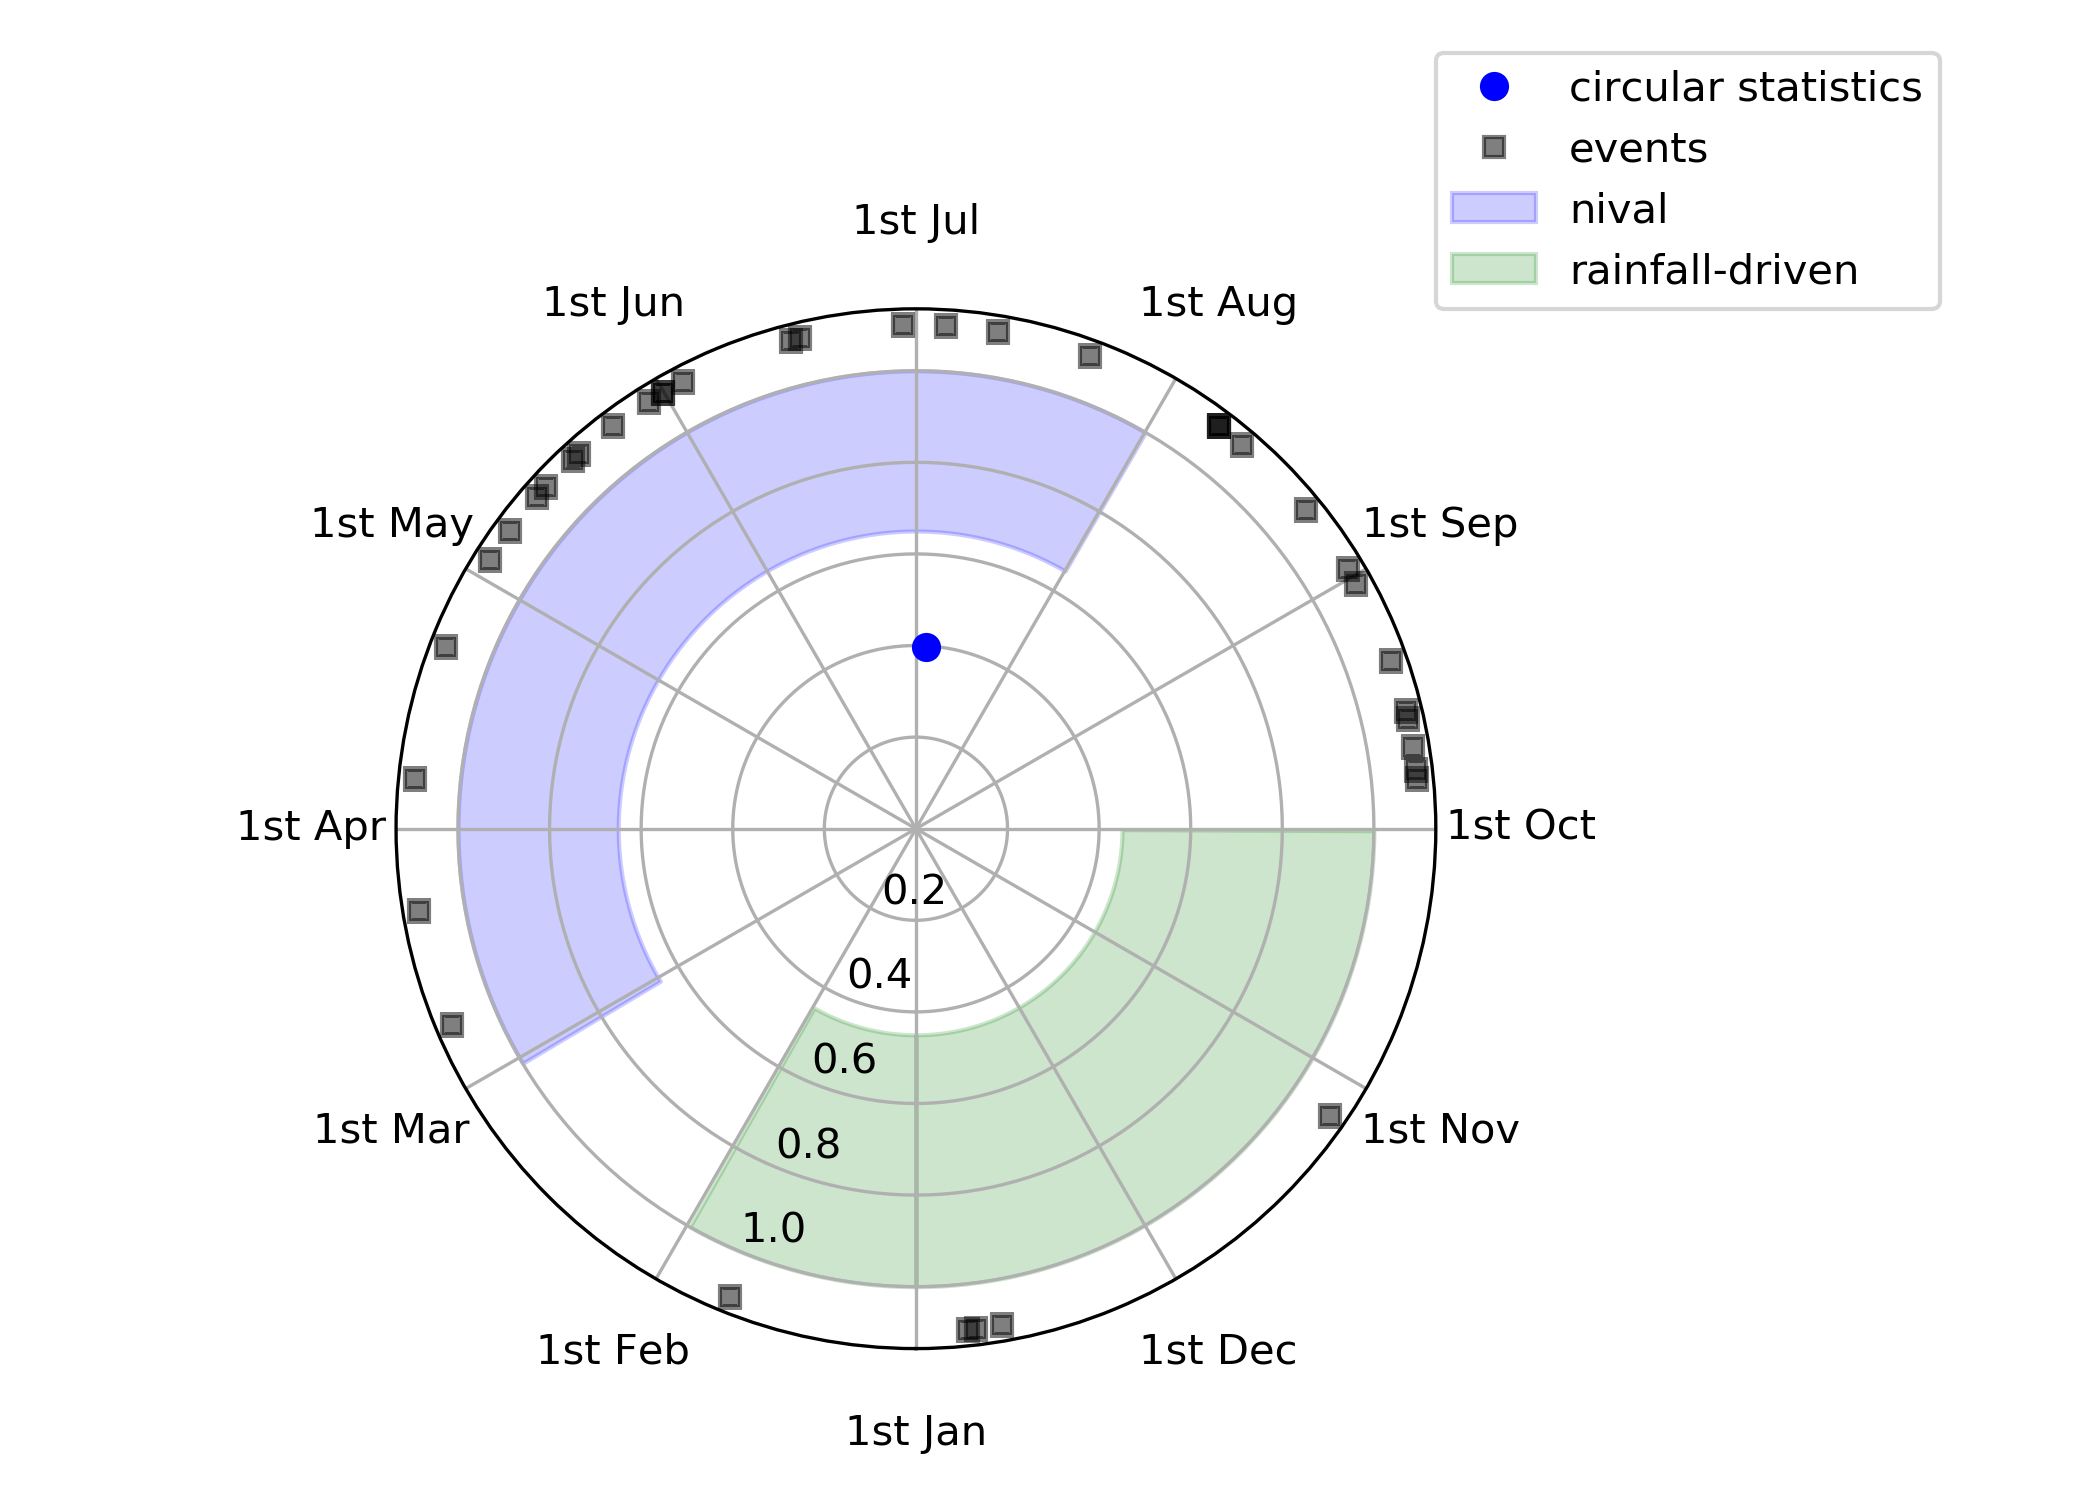 circular statistics
events
nival
rainfall-driven
1st Jul
1st Jun
1st Aug
1st May
1st Sep
1st Apr
1st Oct
0.2
0.4
0.6
0.8
1.0
1st Mar
1st Nov
1st Feb
1st Dec
1st Jan